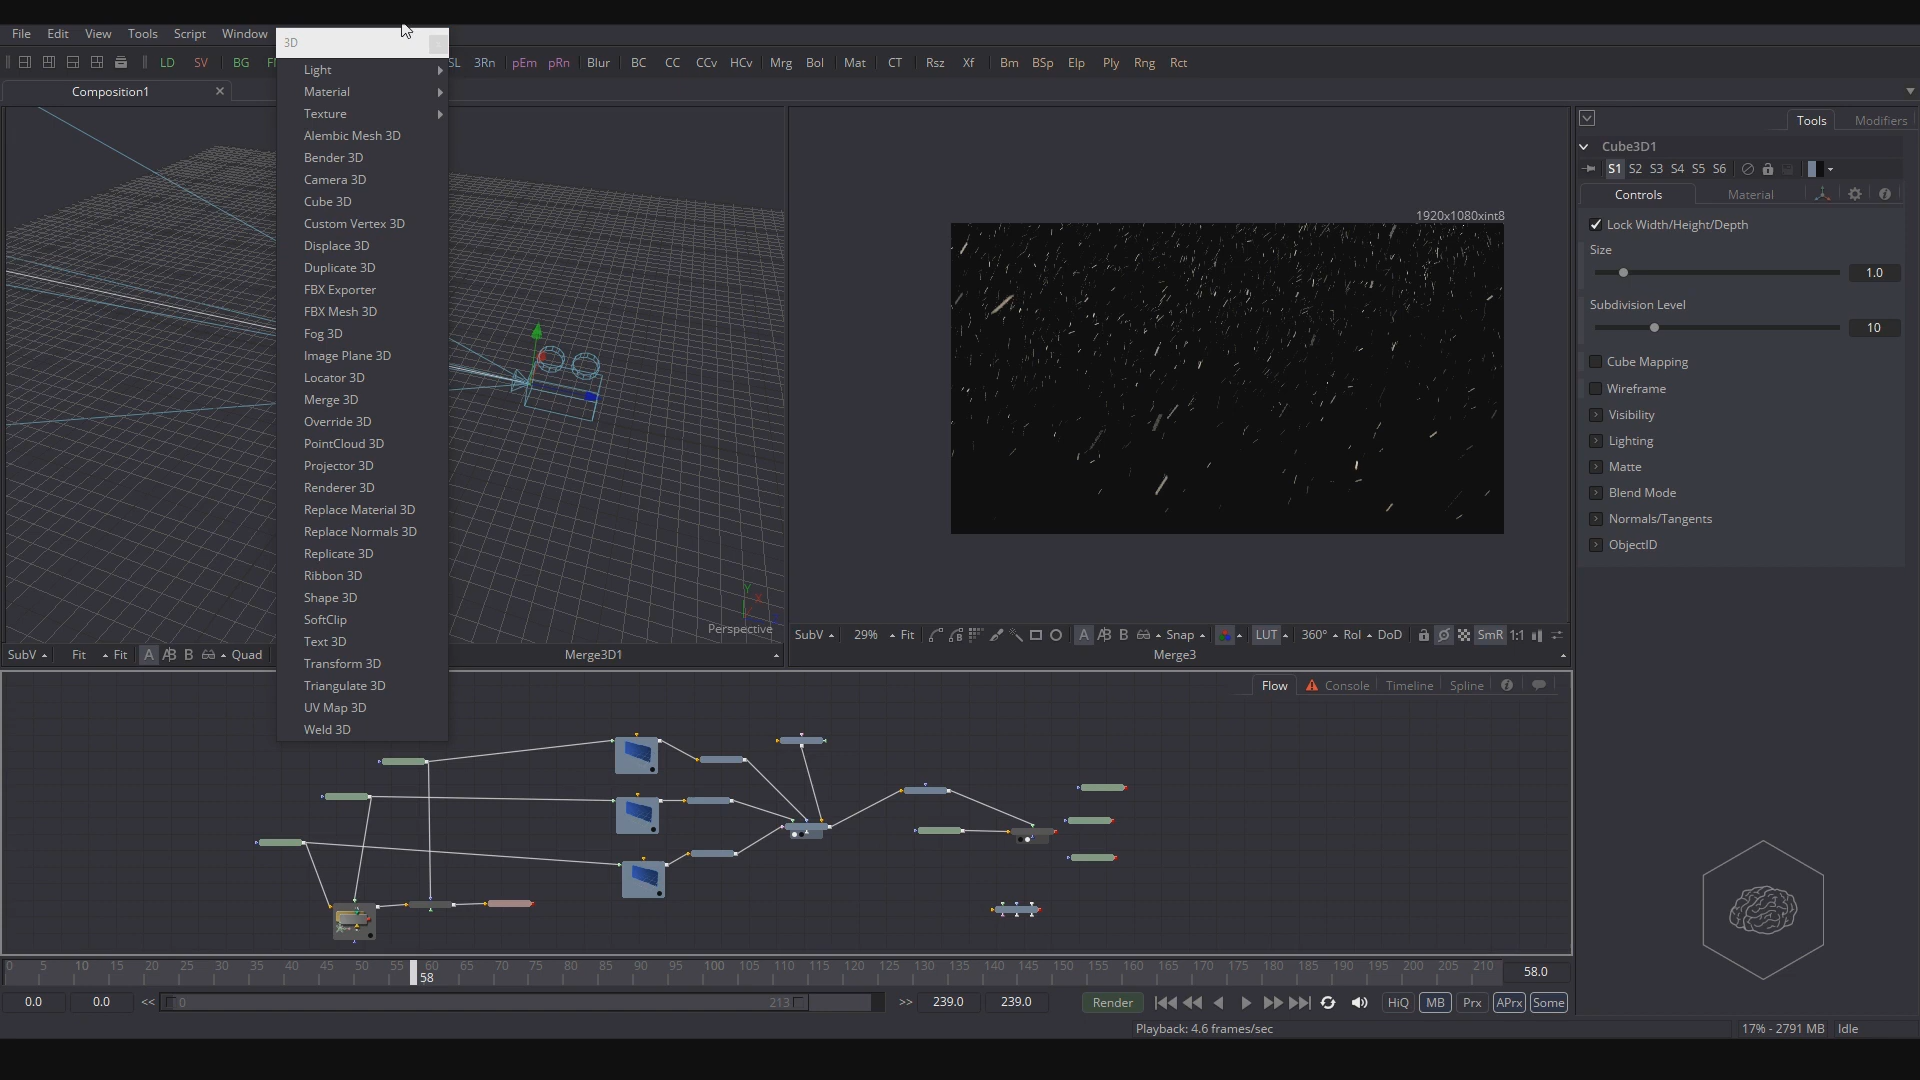 File Edit View Tools Script Window
3D
LD SV BG SL 3Rn pEm pRn Blur BC CC CCv HCv Mrg Bol Mat CT Rsz Xf Bm BSp Elp Ply Rng Rct
Composition1
Light
Material
Texture
Alembic Mesh 3D
Bender 3D
Camera 3D
Cube 3D
Custom Vertex 3D
Displace 3D
Duplicate 3D
FBX Exporter
FBX Mesh 3D
Fog 3D
Image Plane 3D
Locator 3D
Merge 3D
Override 3D
PointCloud 3D
Projector 3D
Renderer 3D
Replace Material 3D
Replace Normals 3D
Replicate 3D
Ribbon 3D
Shape 3D
SoftClip
Text 3D
Transform 3D
Triangulate 3D
UV Map 3D
Weld 3D
Y
X
Perspective
SubV Fit Fit A B Quad Merge3D1
1920x1080xint8
SubV 29% Fit A B Snap LUT 360° Rol DoD SmR 1:1
Merge3
Tools Modifiers
Cube3D1
S1 S2 S3 S4 S5 S6
Controls Material
Lock Width/Height/Depth
Size
1.0
Subdivision Level
10
Cube Mapping
Wireframe
Visibility
Lighting
Matte
Blend Mode
Normals/Tangents
ObjectID
Flow Console Timeline Spline
0 5 10 15 20 25 30 35 40 45 50 55 60 65 70 75 80 85 90 95 100 105 110 115 120 125 130 135 140 145 150 155 160 165 170 175 180 185 190 195 200 205 210
58 58.0
0.0 0.0 << 0 213 >> 239.0 239.0 Render HiQ MB Prx APrx Some
Playback: 4.6 frames/sec 17% - 2791 MB Idle